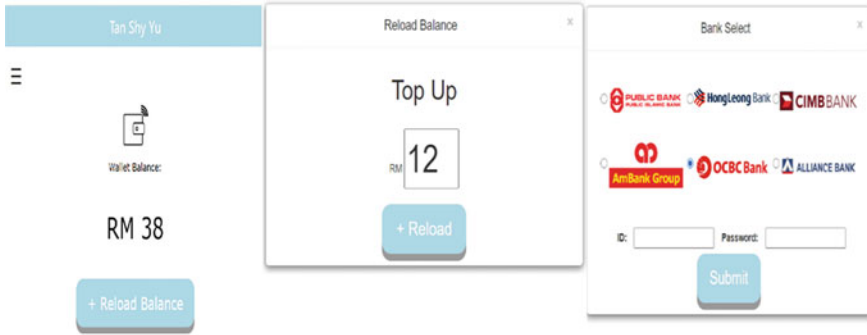 Tan Shy Yu
Wallet Balance:
RM 38
+ Reload Balance
Reload Balance x
Top Up
RM 12
+ Reload
Bank Select x
PUBLIC BANK
PUBLIC ISLAMIC BANK
HongLeong Bank
CIMB BANK
AmBank Group
OCBC Bank
ALLIANCE BANK
ID: Password:
Submit